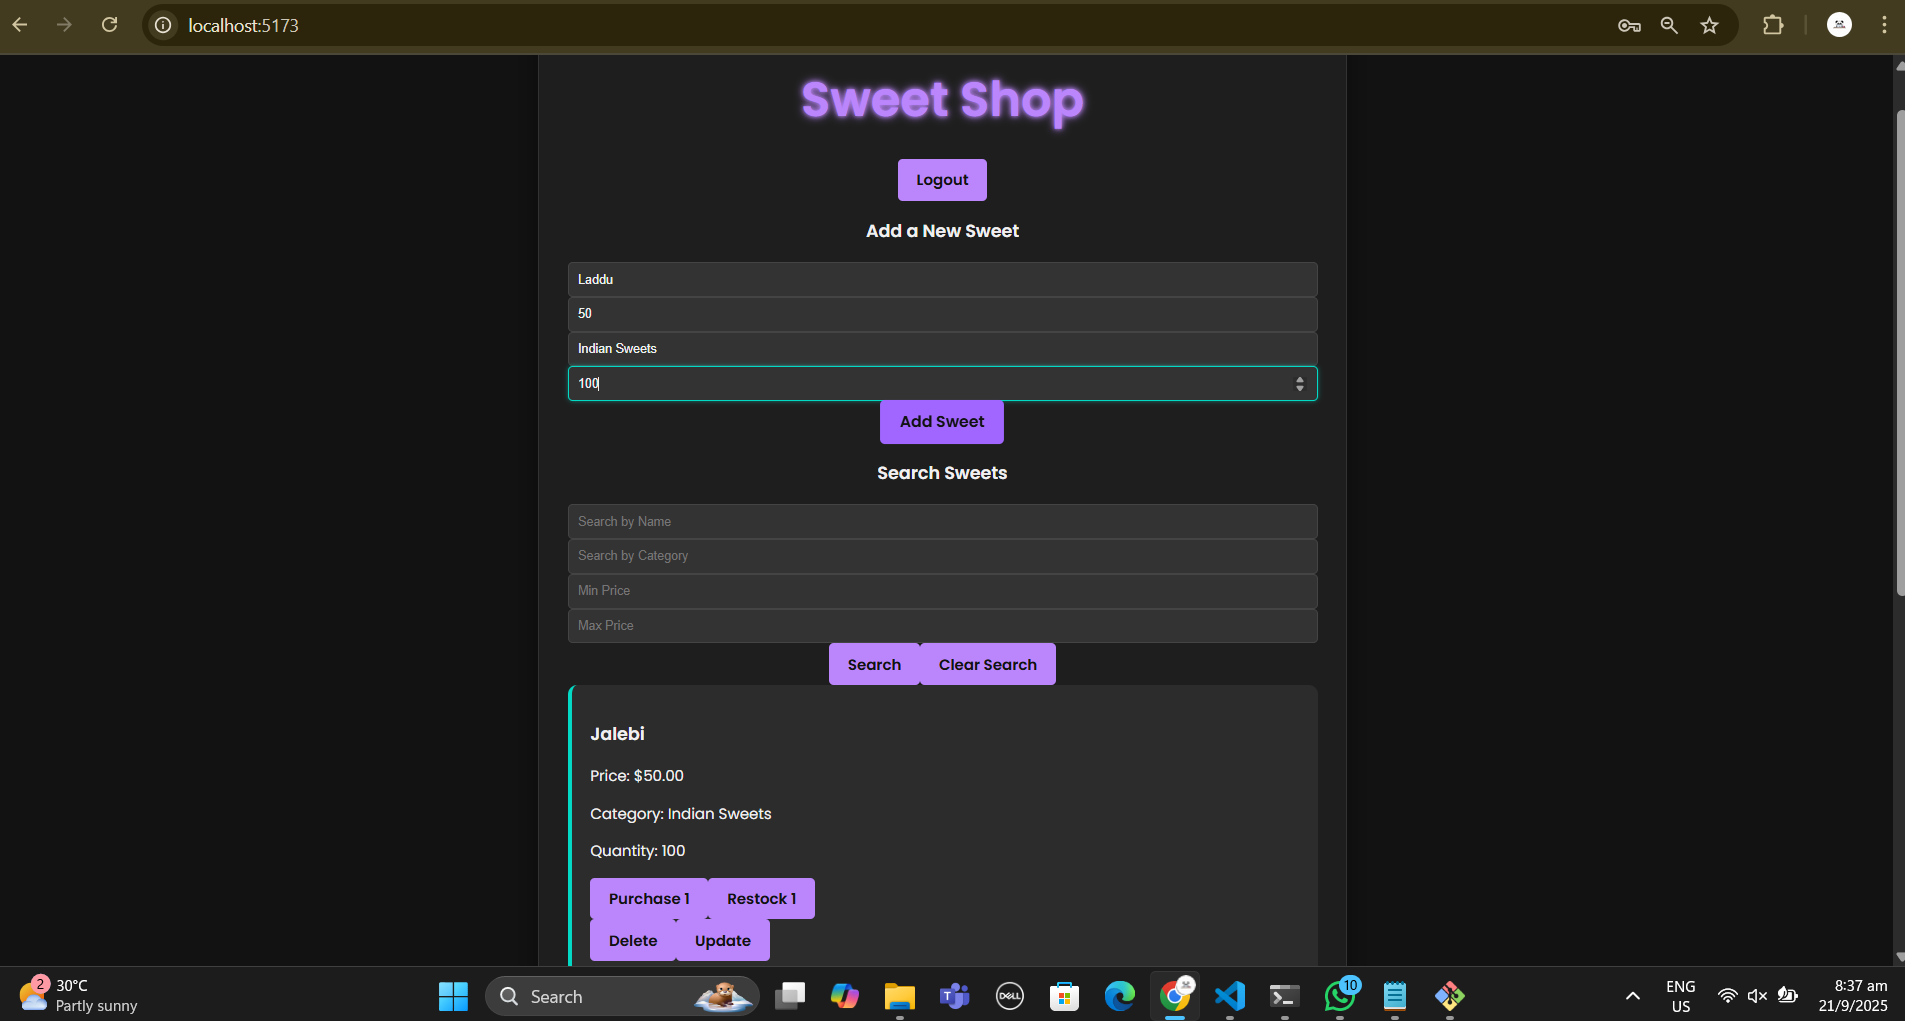 localhost:5173
Sweet Shop
Logout
Add a New Sweet
Laddu
50
Indian Sweets
100
Add Sweet
Search Sweets
Search by Name
Search by Category
Min Price
Max Price
Search Clear Search
Jalebi
Price: $50.00
Category: Indian Sweets
Quantity: 100
Purchase 1 Restock 1
Delete Update
2 30°C
Partly sunny
Search
T
DELL
10
ENG
US
8:37 am
21/9/2025